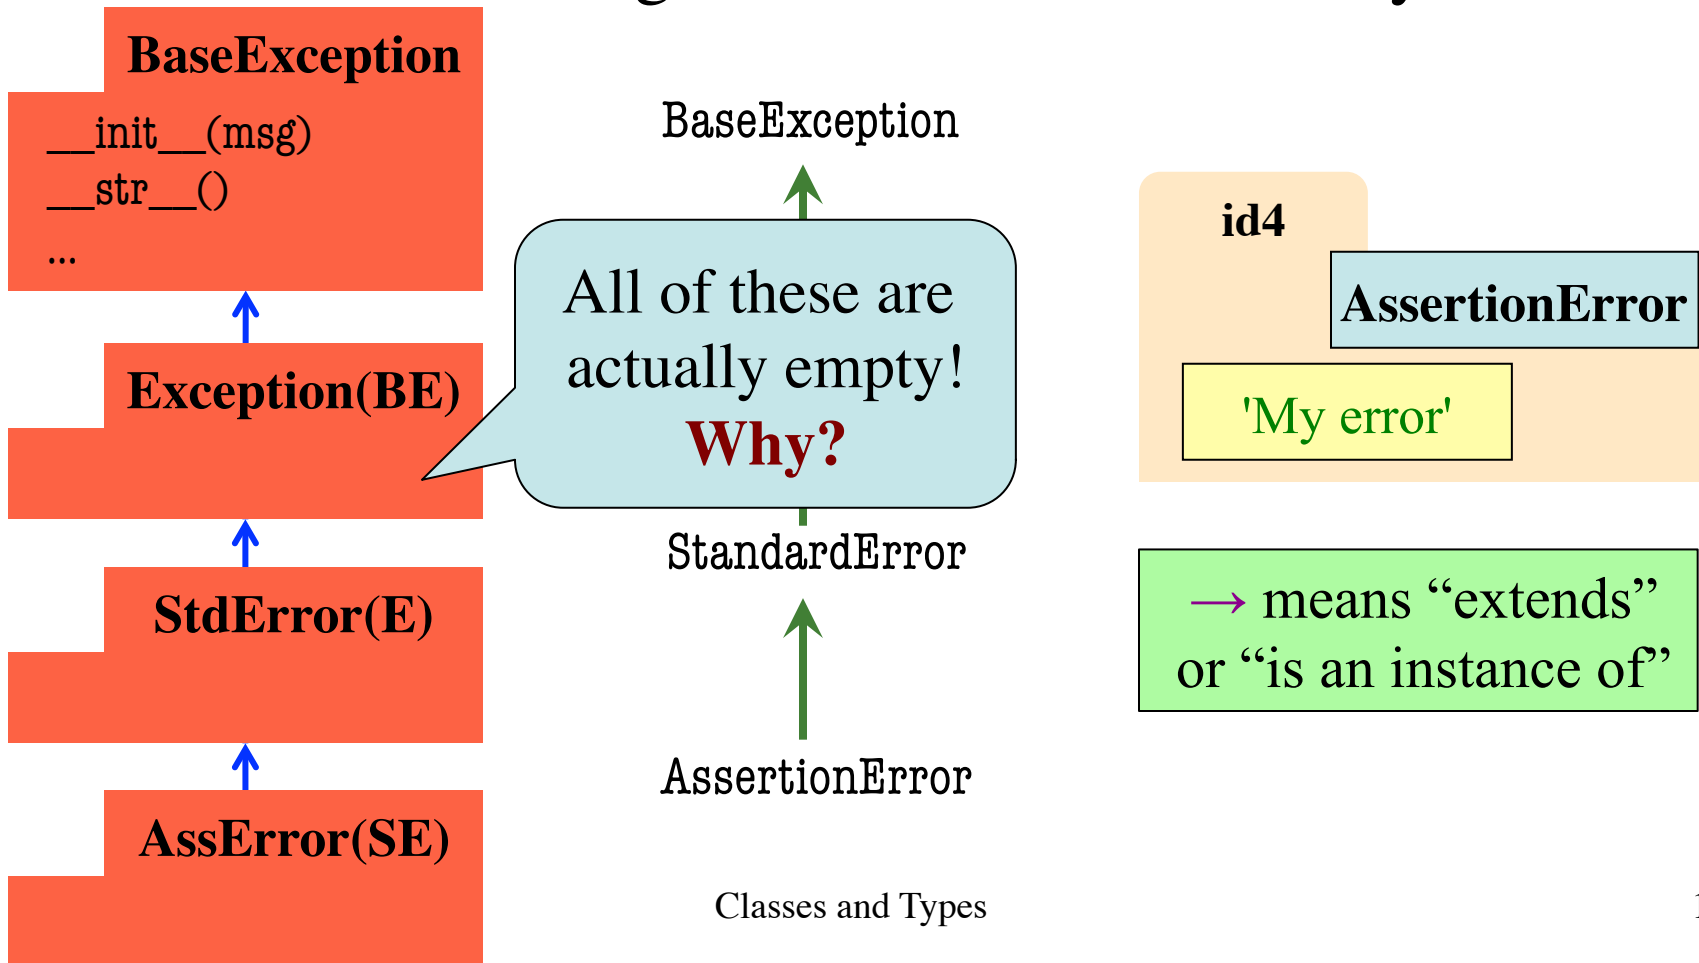 BaseException
__init__(msg)
__str__()
...
Exception(BE)
StdError(E)
AssError(SE)
BaseException
All of these are
actually empty!
Why?
StandardError
AssertionError
id4
AssertionError
'My error'
→ means “extends”
or “is an instance of”
Classes and Types